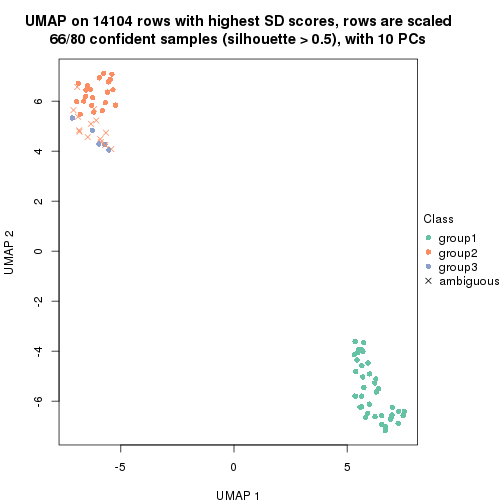 UMAP on 14104 rows with highest SD scores, rows are scaled
66/80 confident samples (silhouette > 0.5), with 10 PCs
UMAP 2
6
4
2
0
-2
-4
-6
-5
0
5
UMAP 1
Class
group1
group2
group3
ambiguous